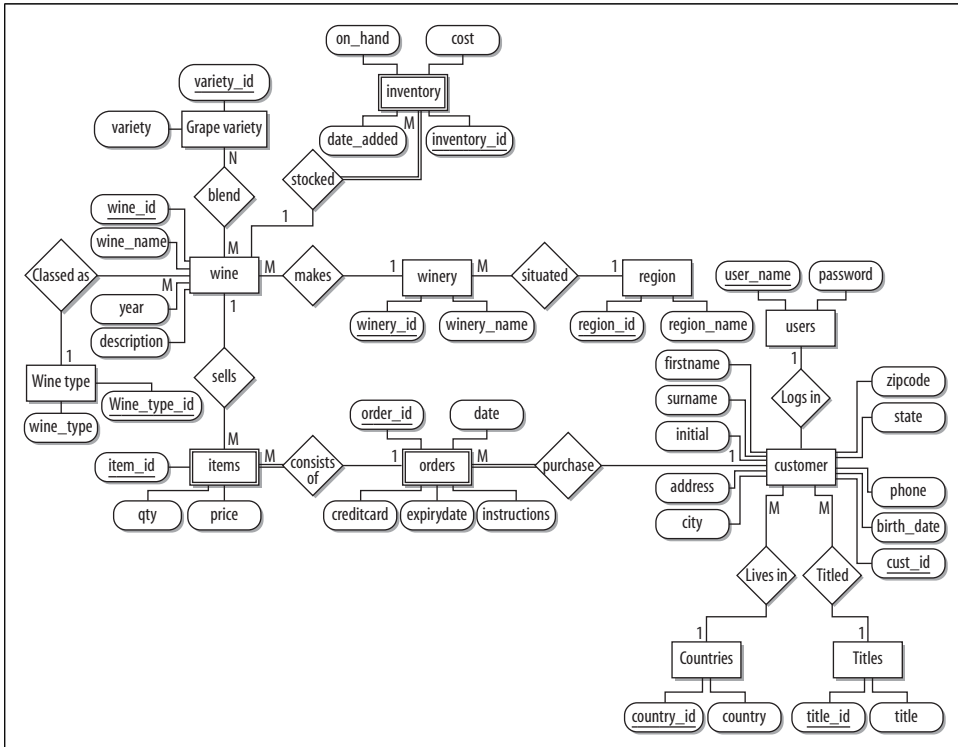 on_hand
cost
variety_id
inventory
variety
Grape variety
M
date_added
inventory_id
N
stocked
blend
wine_id
1
wine_name
M
Classed as
wine
M
makes
1
winery
M
situated
1
region
user_name
password
M
year
1
winery_id
winery_name
region_id
region_name
users
description
1
1
firstname
Wine type
sells
zipcode
Wine_type_id
surname
Logs in
wine_type
order_id
date
state
initial
M
item_id
items
M
consists
of
1
orders
M
purchase
1
customer
address
phone
qty
price
creditcard
expirydate
instructions
M
M
city
birth_date
cust_id
Lives in
Titled
1
1
Countries
Titles
country_id
country
title_id
title